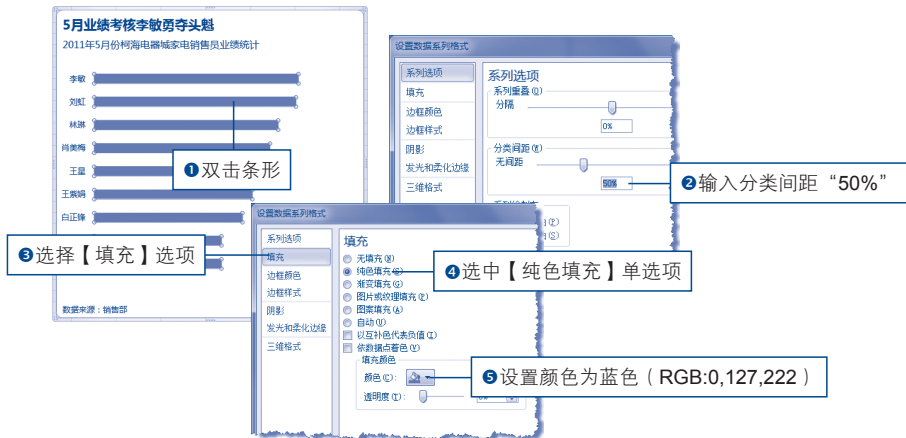 5月业绩考核李敏勇夺头魁
2011年5月份柯海电器城家电销售员业绩统计
李敏
刘虹
林琳
肖美梅
王星
王紫娟
白正锋
数据来源：销售部
❶双击条形
设置数据系列格式
系列选项
填充
边框颜色
边框样式
阴影
发光和柔化边缘
三维格式
系列选项
系列重叠(O)
分隔
0%
分类间距(W)
无间距
50%
❷输入分类间距“50%”
设置数据系列格式
系列选项
填充
边框颜色
边框样式
阴影
发光和柔化边缘
三维格式
❸选择【填充】选项
填充
无填充(N)
纯色填充(S)
渐变填充(G)
图片或纹理填充(P)
图案填充(A)
自动(U)
以互补色代表负值(I)
依数据点着色(V)
填充颜色
颜色(C):
透明度(T):
❹选中【纯色填充】单选项
❺设置颜色为蓝色（RGB:0,127,222）